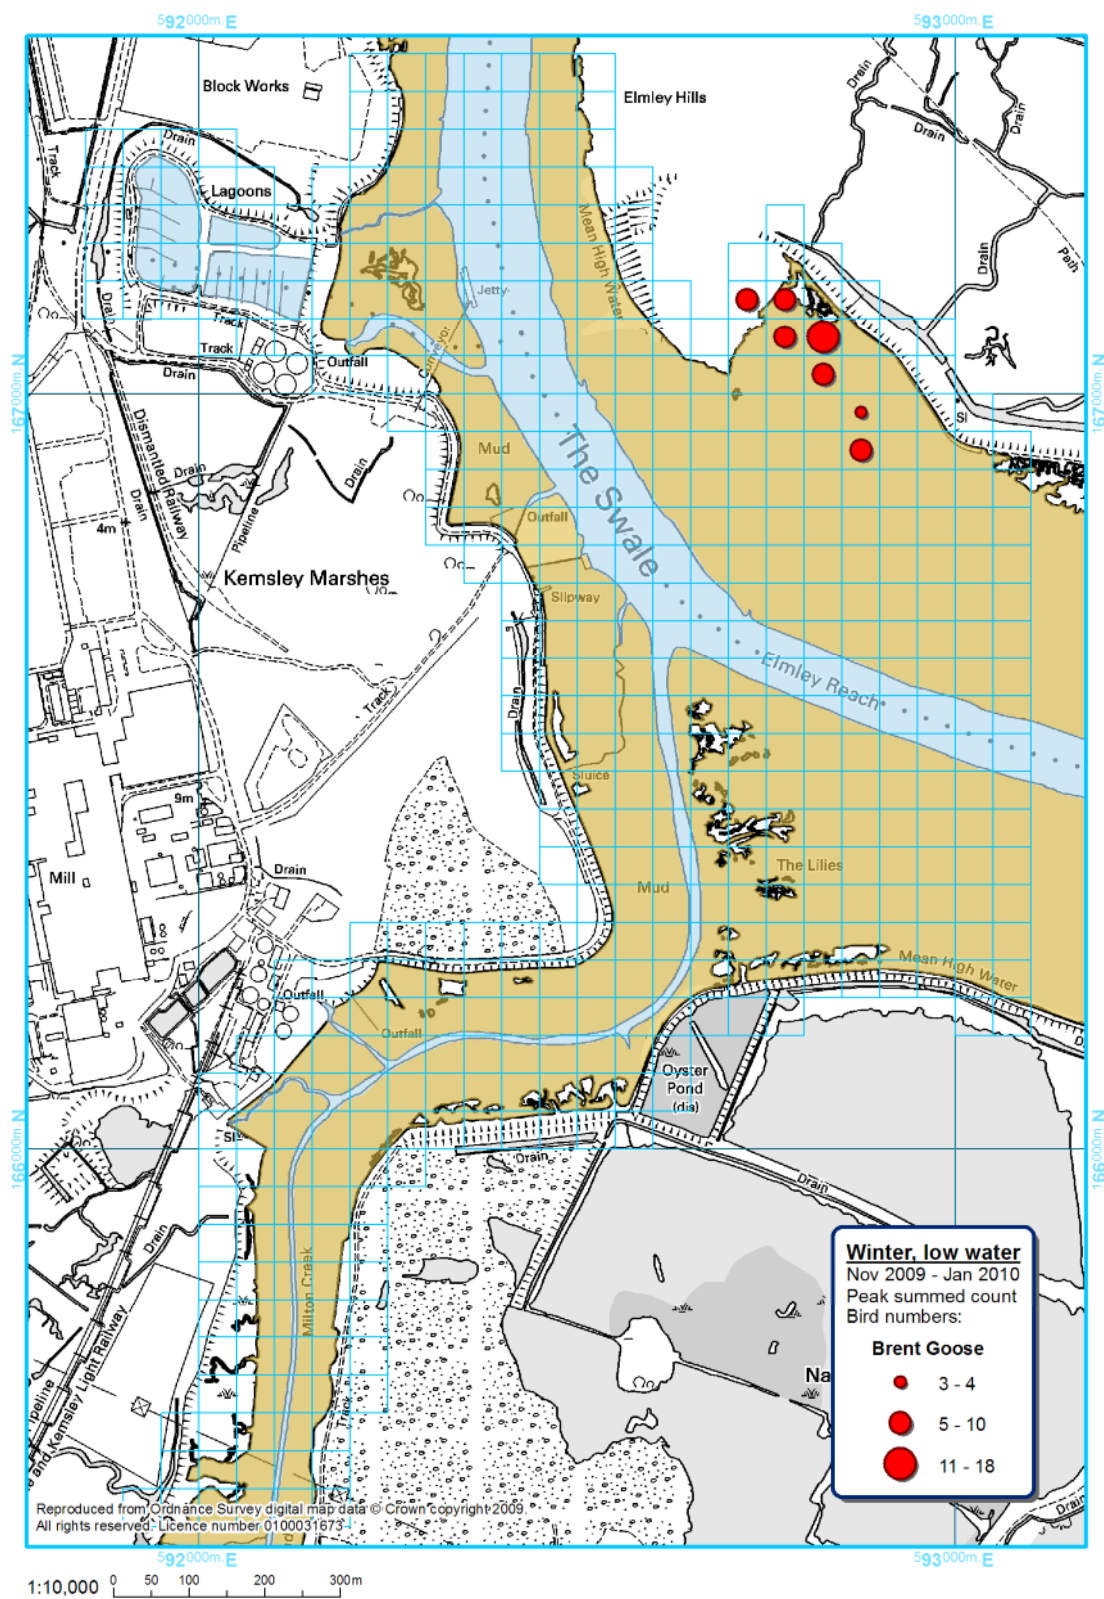 592000m.E
593000m.E
Block Works
Elmley Hills
Drain
Drain
Drain
Drain
Track
Lagoons
Mean High Water
Drain
Path
Jetty
Drain
Track
Track
Conveyor
Outfall
Drain
167000m.N
167000m.N
Sl
Dismantled Railway
Mud
The Swale
Drain
Drain
Drain
4m
Pipeline
Outfall
Kemsley Marshes
Slipway
Elmley Reach
Drain
Track
Sluice
9m
Mill
Drain
The Lilies
Mud
Mean High Water
Outfall
Outfall
Oyster
Pond
(dis)
Sl
166000m.N
166000m.N
Drain
Drain
Drain
Milton Creek
Track
Na
Winter, low water
Nov 2009 - Jan 2010
Peak summed count
Bird numbers:
Brent Goose
3 - 4
5 - 10
11 - 18
e and Kemsley Light Railway
Drain
Reproduced from Ordnance Survey digital map data © Crown copyright 2009.
All rights reserved. Licence number 0100031673
592000m.E
593000m.E
1:10,000 0 50 100 200 300m